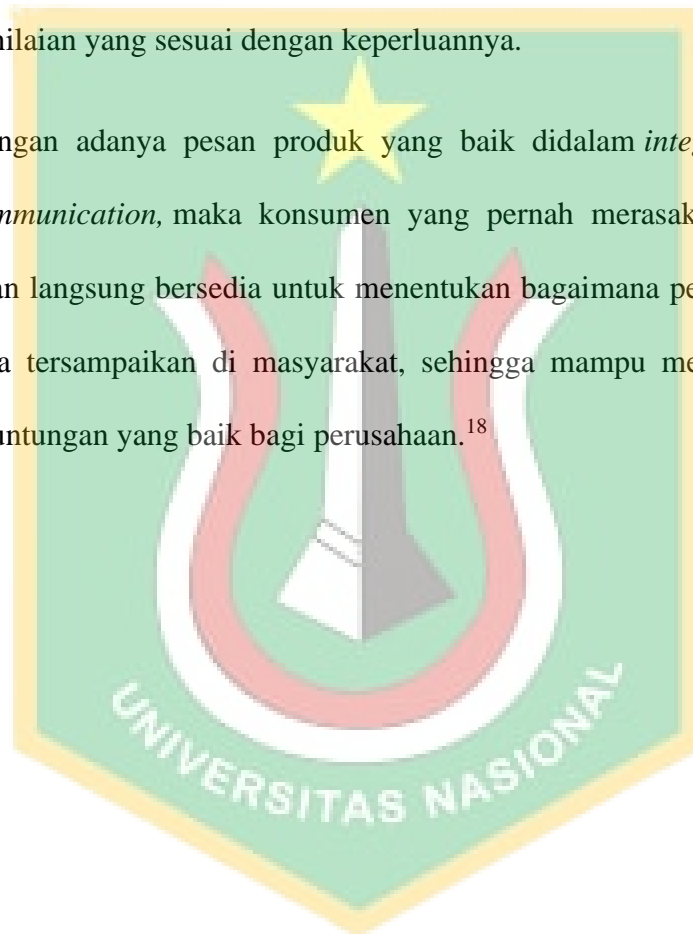 nilaian yang sesuai dengan keperluannya.
ngan adanya pesan produk yang baik didalam integ
mmunication, maka konsumen yang pernah merasak
an langsung bersedia untuk menentukan bagaimana pe
a tersampaikan di masyarakat, sehingga mampu me
untungan yang baik bagi perusahaan.18
UNIVERSITAS NASIONAL